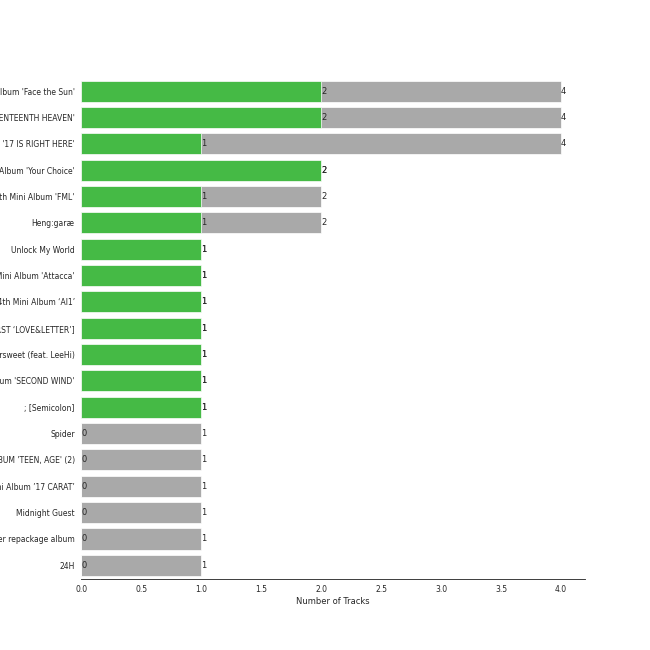 lbum 'Face the Sun' 2 4
ENTEENTH HEAVEN' 2 4
'17 IS RIGHT HERE' 1 4
Album 'Your Choice' 2
th Mini Album 'FML' 1 2
Heng:garæ 1 2
Unlock My World 1
Mini Album 'Attacca' 1
4th Mini Album 'Al1' 1
RST 'LOVE&LETTER'] 1
rsweet (feat. LeeHi) 1
um 'SECOND WIND' 1
; [Semicolon] 1
Spider 0 1
BUM 'TEEN, AGE' (2) 0 1
ni Album '17 CARAT' 0 1
Midnight Guest 0 1
er repackage album 0 1
24H 0 1
0.0 0.5 1.0 1.5 2.0 2.5 3.0 3.5 4.0
Number of Tracks